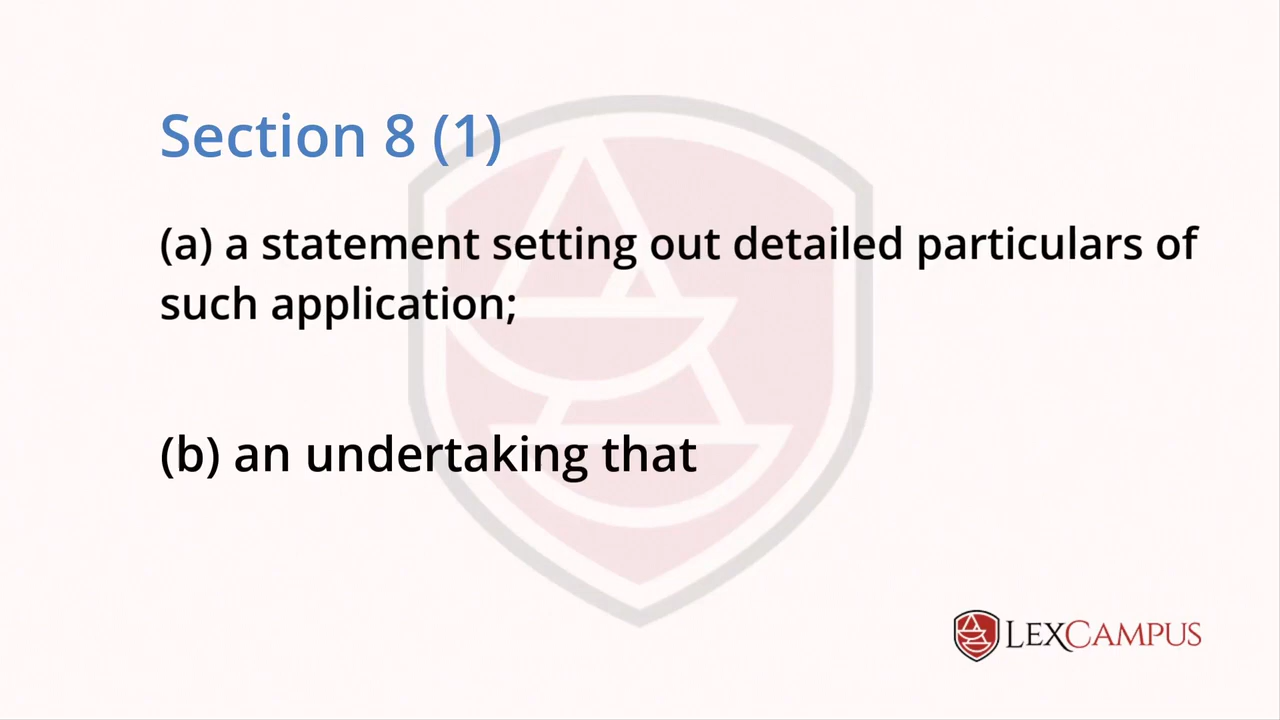 Section 8 (1)
(a) a statement setting out detailed particulars of
such application;
(b) an undertaking that
LEXCAMPUS